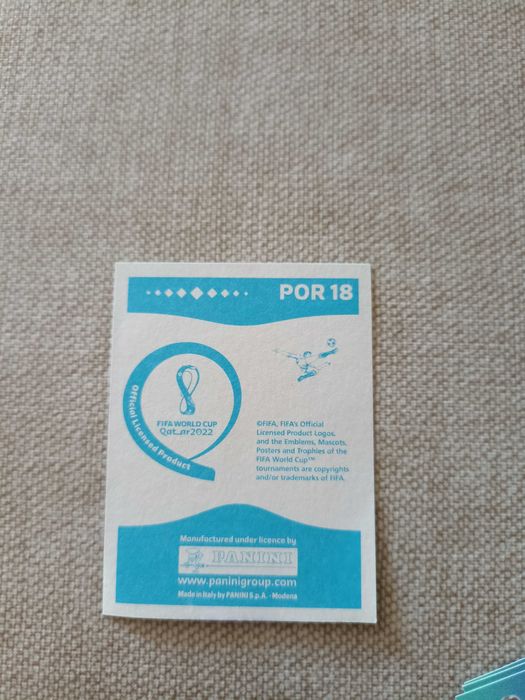 POR 18
Official Licensed Product
FIFA WORLD CUP
Qatar2022
©FIFA, FIFA's Official
Licensed Product Logos,
and the Emblems, Mascots,
Posters and Trophies of the
FIFA World Cup™
tournaments are copyrights
and/or trademarks of FIFA.
Manufactured under licence by
PANINI
www.paninigroup.com
Made in Italy by PANINI S.p.A. - Modena